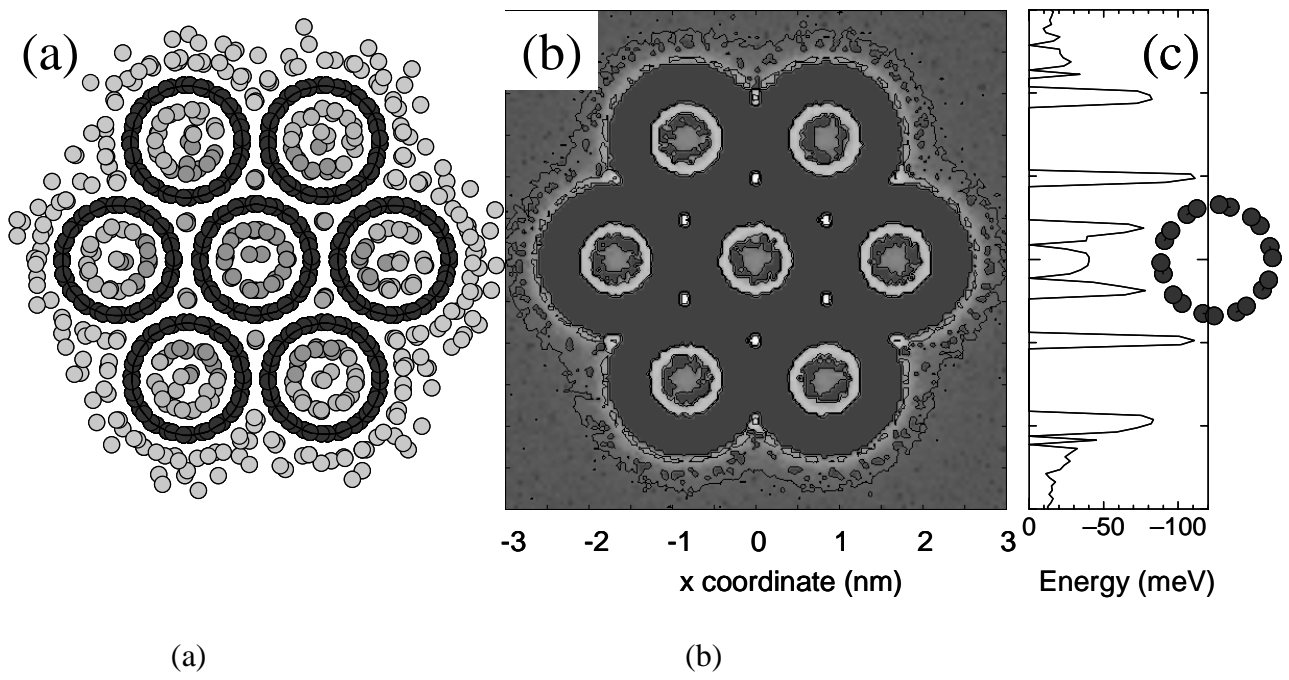 (a) (b) (c)
-3 -2 -1 0 1 2 3 0 –50 –100
x coordinate (nm) Energy (meV)
(a) (b)